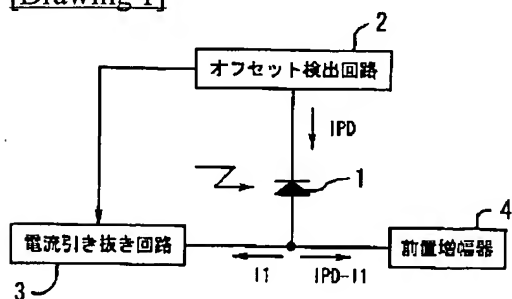 [Drawing 1]
2
オフセット検出回路
IPD
1
4
電流引き抜き回路
前置増幅器
I1
IPD-I1
3